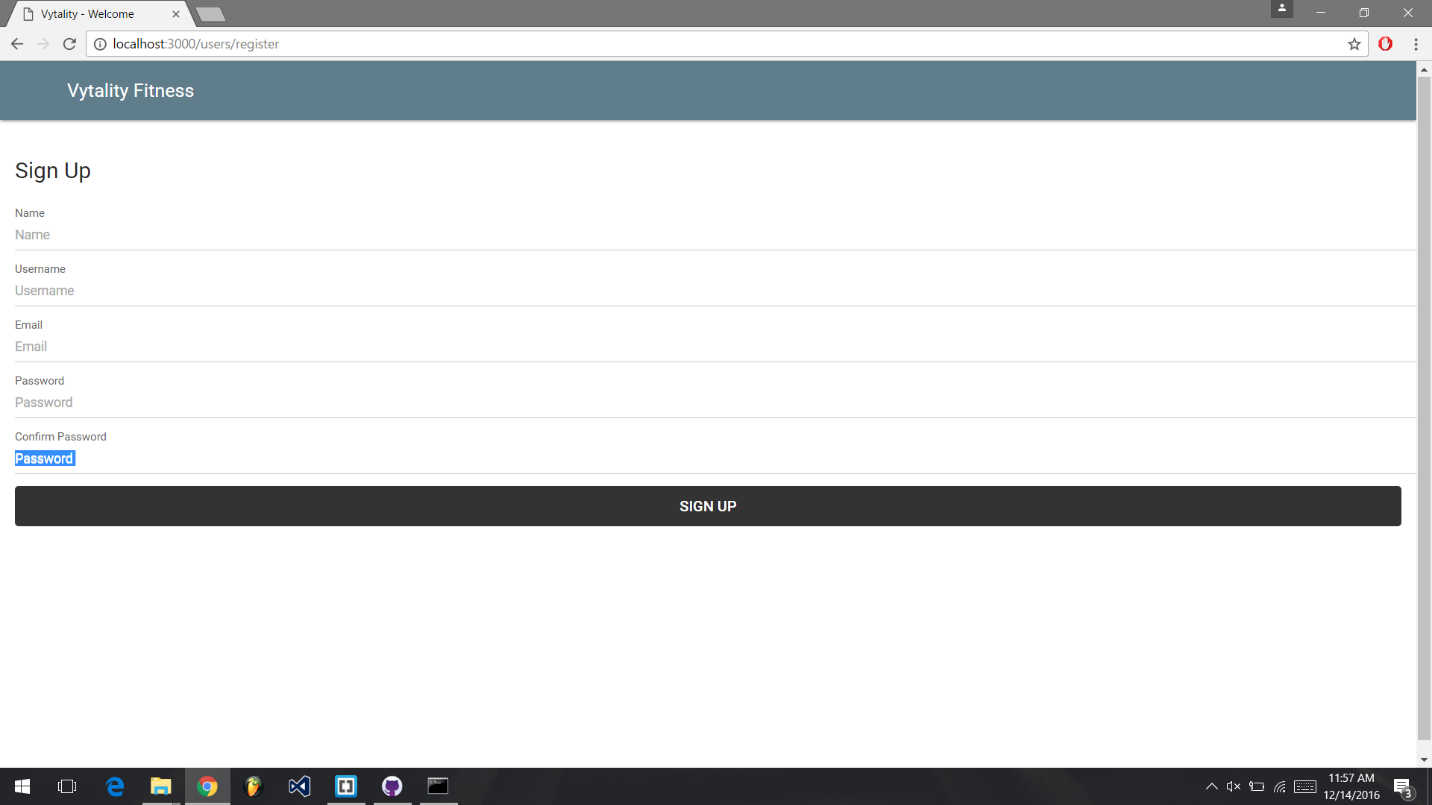 Vytality - Welcome
localhost:3000/users/register
Vytality Fitness
Sign Up
Name
Name
Username
Username
Email
Email
Password
Password
Confirm Password
Password
SIGN UP
11:57 AM
12/14/2016
3